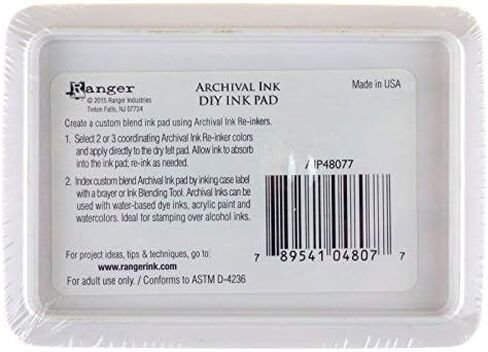 Ranger
© 2015 Ranger Industries
Tinton Falls, NJ 07724
ARCHIVAL INK
DIY INK PAD
Made in USA
Create a custom blend ink pad using Archival Ink Re-inkers.
1. Select 2 or 3 coordinating Archival Ink Re-inker colors
and apply directly to the dry felt pad. Allow ink to absorb
into the ink pad; re-ink as needed.
2. Index custom blend Archival Ink pad by inking case label
with a brayer or Ink Blending Tool. Archival Inks can be
used with water-based dye inks, acrylic paint and
watercolors. Ideal for stamping over alcohol inks.
For project ideas, tips & techniques, go to:
www.rangerink.com
For adult use only. / Conforms to ASTM D-4236
AIP48077
7 89541 04807 7